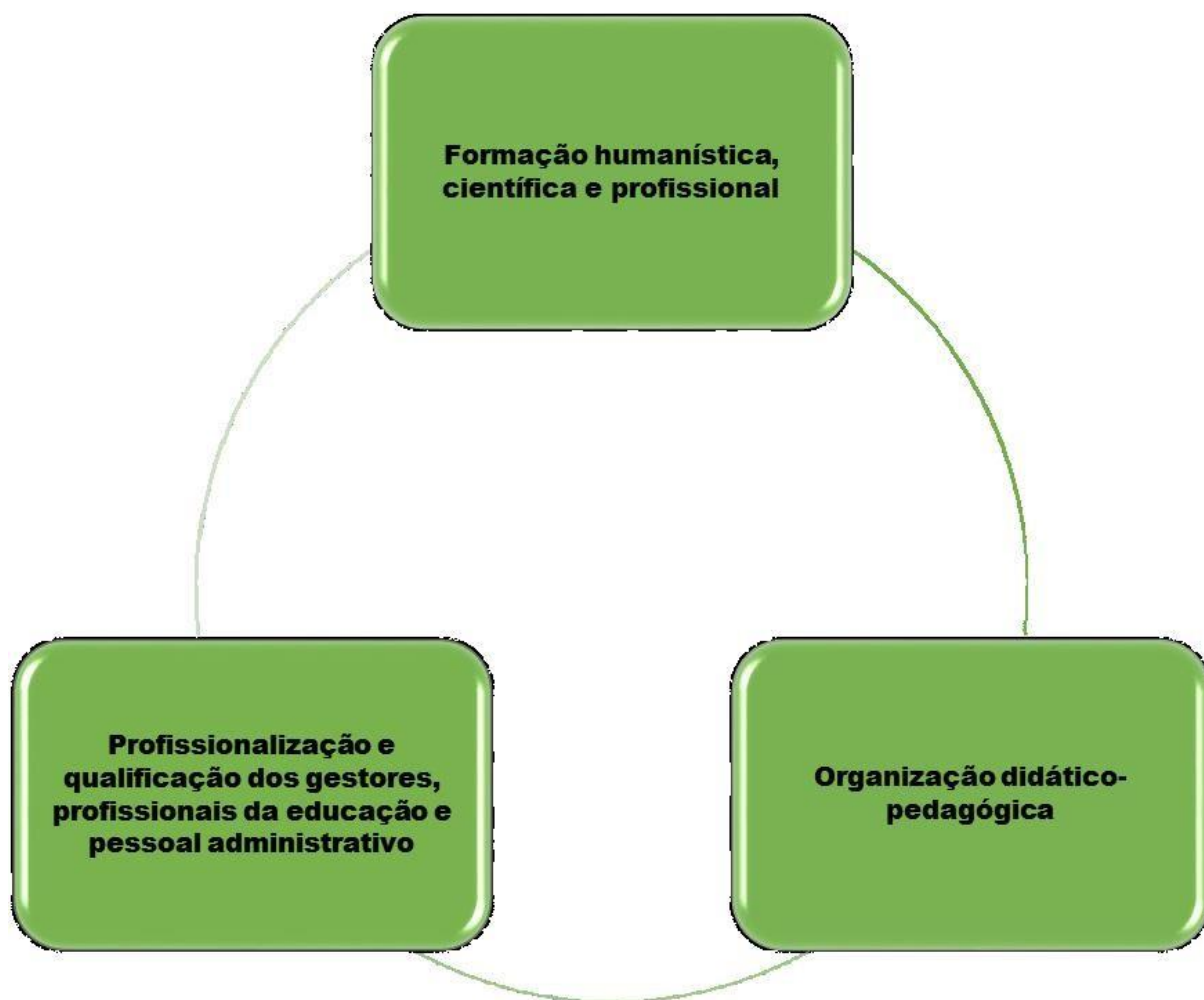 Formação humanística,
científica e profissional
Profissionalização e
qualificação dos gestores,
profissionais da educação e
pessoal administrativo
Organização didático-
pedagógica